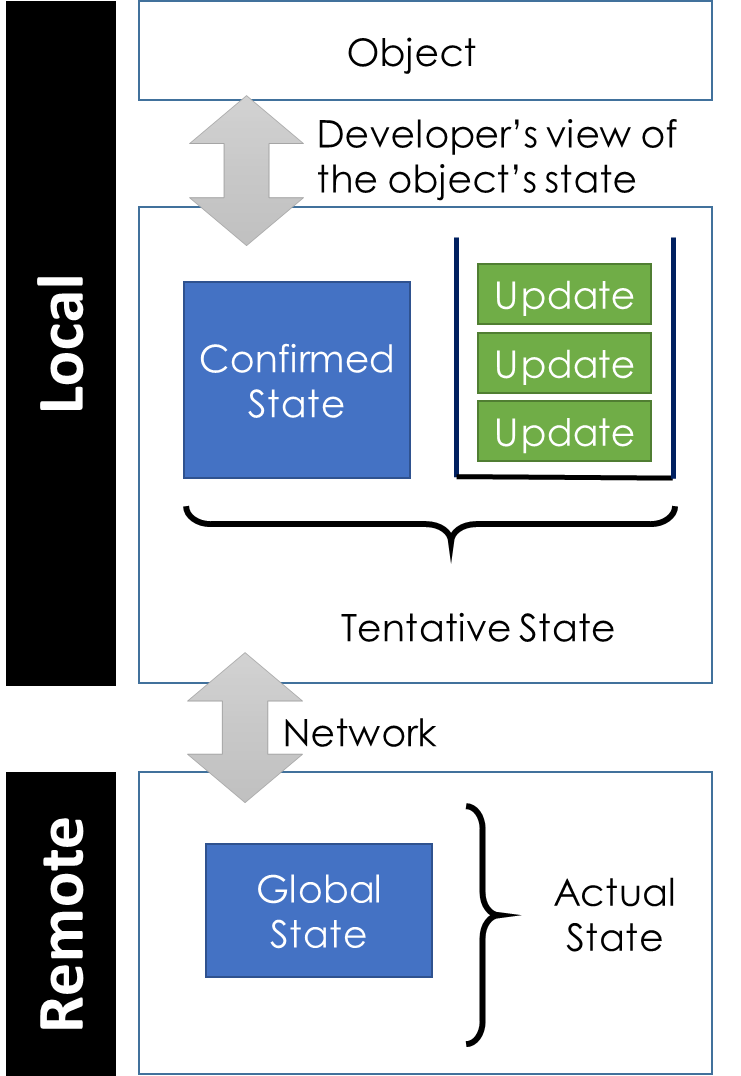 Local
Object
Developer’s view of
the object’s state
Confirmed
State
Update
Update
Update
Tentative State
Network
Remote
Global
State
Actual
State